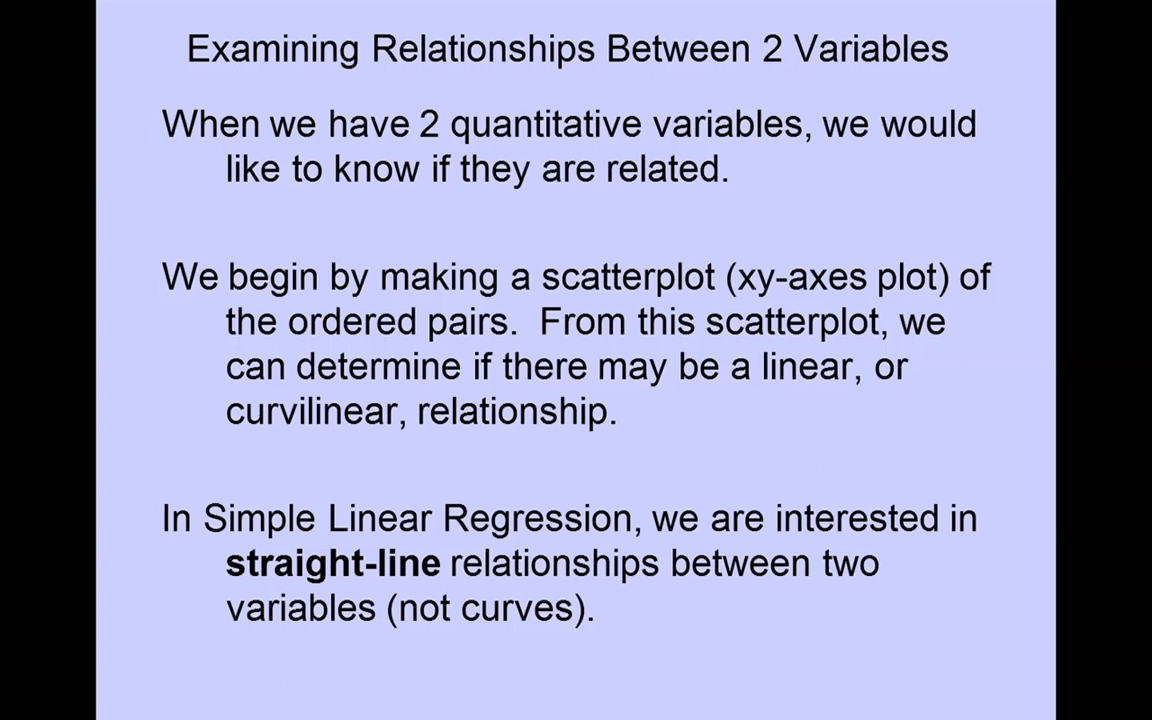 Examining Relationships Between 2 Variables
When we have 2 quantitative variables, we would
like to know if they are related.
We begin by making a scatterplot (xy-axes plot) of
the ordered pairs.  From this scatterplot, we
can determine if there may be a linear, or
curvilinear, relationship.
In Simple Linear Regression, we are interested in
straight-line relationships between two
variables (not curves).